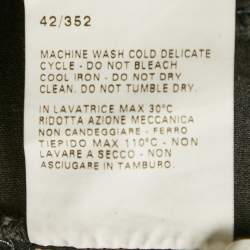 42/352
MACHINE WASH COLD DELICATE
CYCLE - DO NOT BLEACH
COOL IRON - DO NOT DRY
CLEAN. DO NOT TUMBLE DRY.
IN LAVATRICE MAX 30°C
RIDOTTA AZIONE MECCANICA
NON CANDEGGIARE - FERRO
TIEPIDO MAX 110°C - NON
LAVARE A SECCO - NON
ASCIUGARE IN TAMBURO.